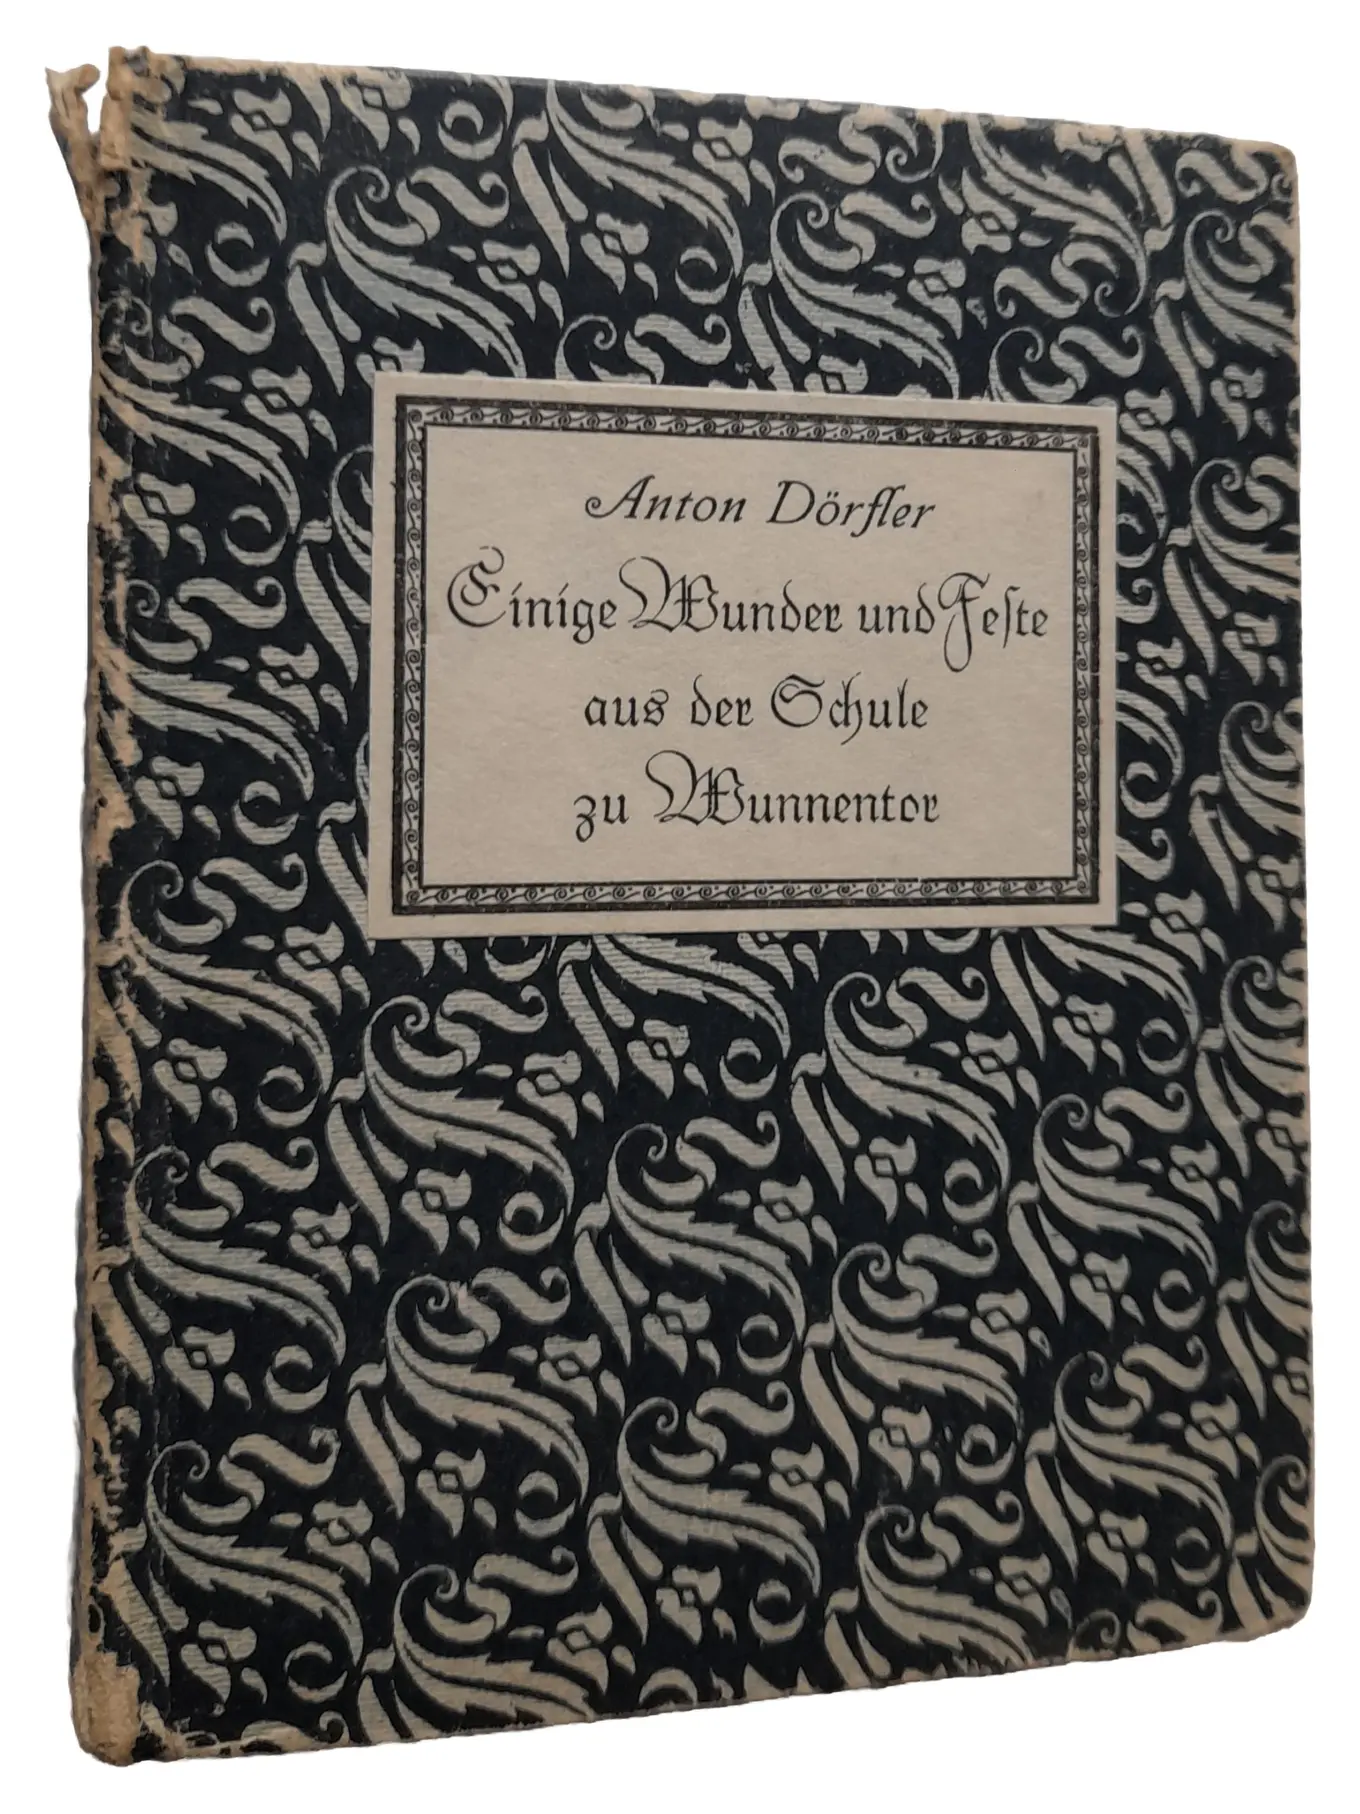 Anton Dörfler
Einige Wunder und Feſte
aus der Schule
zu Wunnentor